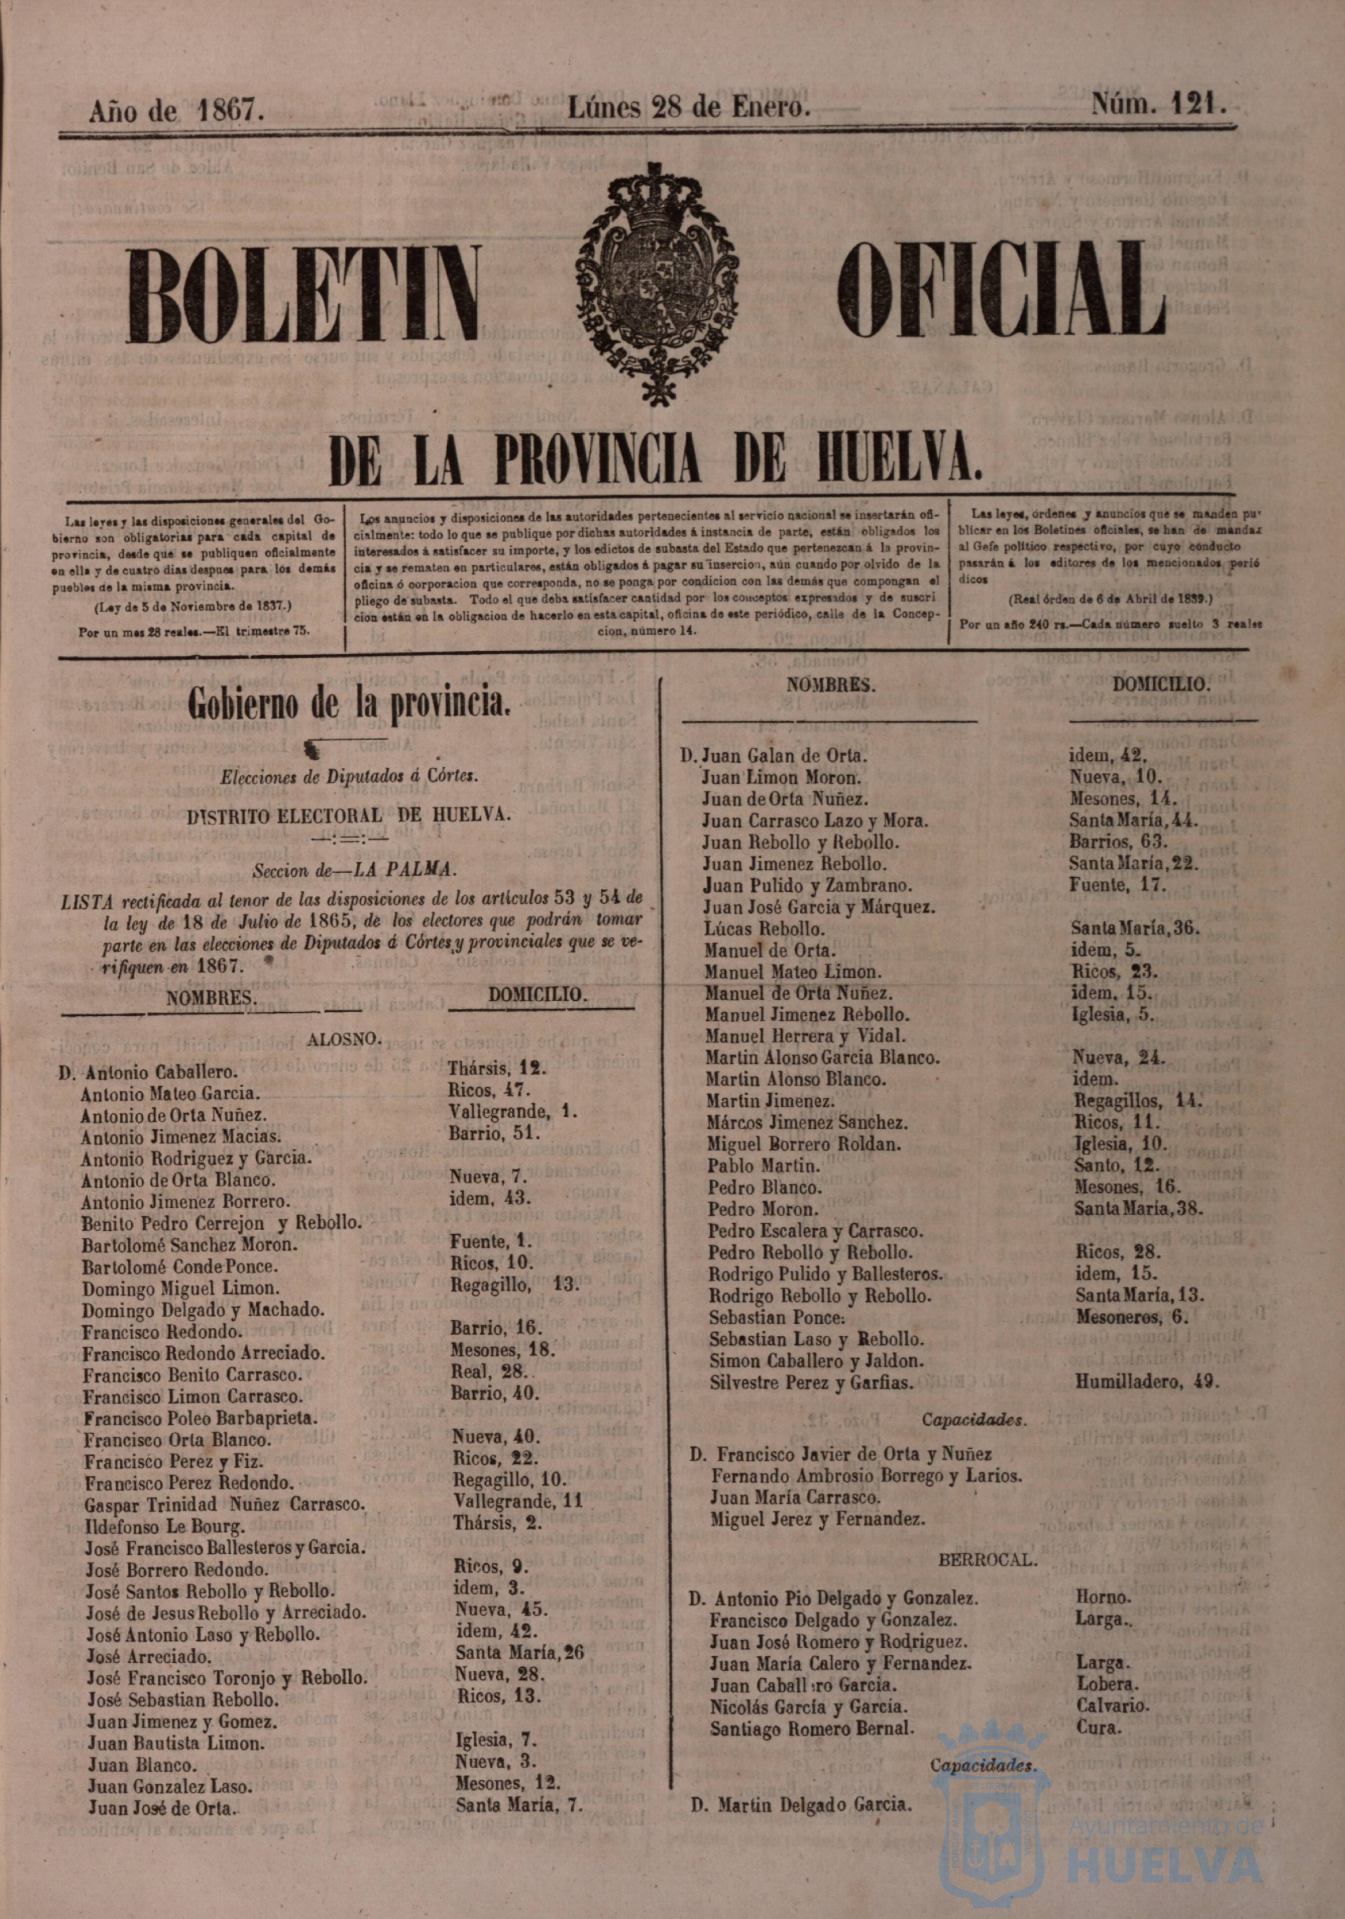 Año de 1867.
Lúnes 28 de Enero.
Núm. 121.
BOLETIN OFICIAL
DE LA PROVINCIA DE HUELVA.
Las leyes y las disposiciones generales del Go-
bierno son obligatorias para cada capital de
provincia, desde que se publiquen oficialmente
en ella y de cuatro dias despues para los demás
pueblos de la misma provincia.
(Ley de 5 de Noviembre de 1837.)
Por un mes 28 reales.—El trimestre 75.
Los anuncios y disposiciones de las autoridades pertenecientes al servicio nacional se insertarán ofi-
cialmente: todo lo que se publique por dichas autoridades á instancia de parte, están obligados los
interesados á satisfacer su importe, y los edictos de subasta del Estado que pertenezcan á la provin-
cia y se rematen en particulares, están obligados á pagar su insercion, aún cuando por olvido de la
oficina ó corporacion que corresponda, no se ponga por condicion con las demás que compongan el
pliego de subasta. Todo el que deba satisfacer cantidad por los conceptos expresados y de suscri
cion están en la obligacion de hacerlo en esta capital, oficina de este periódico, calle de la Concep-
cion, número 14.
Las leyes, órdenes y anuncios que se manden pu-
blicar en los Boletines oficiales, se han de mandar
al Gefe político respectivo, por cuyo conducto
pasarán á los editores de los mencionados perió
dicos
(Real órden de 6 de Abril de 1839.)
Por un año 240 rs.—Cada número suelto 3 reales
Gobierno de la provincia.
Elecciones de Diputados á Córtes.
DISTRITO ELECTORAL DE HUELVA.
Seccion de—LA PALMA.
LISTA rectificada al tenor de las disposiciones de los artículos 53 y 54 de
la ley de 18 de Julio de 1865, de los electores que podrán tomar
parte en las elecciones de Diputados á Córtes y provinciales que se ve-
rifiquen en 1867.
NOMBRES. DOMICILIO.
ALOSNO.
D. Antonio Caballero. Thársis, 12.
Antonio Mateo Garcia. Ricos, 47.
Antonio de Orta Nuñez. Vallegrande, 1.
Antonio Jimenez Macias. Barrio, 51.
Antonio Rodriguez y Garcia.
Antonio de Orta Blanco. Nueva, 7.
Antonio Jimenez Borrero. idem, 43.
Benito Pedro Cerrejon y Rebollo.
Bartolomé Sanchez Moron. Fuente, 1.
Bartolomé Conde Ponce. Ricos, 10.
Domingo Miguel Limon. Regagillo, 13.
Domingo Delgado y Machado.
Francisco Redondo. Barrio, 16.
Francisco Redondo Arreciado. Mesones, 18.
Francisco Benito Carrasco. Real, 28.
Francisco Limon Carrasco. Barrio, 40.
Francisco Poleo Barbaprieta.
Francisco Orta Blanco. Nueva, 40.
Francisco Perez y Fiz. Ricos, 22.
Francisco Perez Redondo. Regagillo, 10.
Gaspar Trinidad Nuñez Carrasco. Vallegrande, 11
Ildefonso Le Bourg. Thársis, 2.
José Francisco Ballesteros y Garcia.
José Borrero Redondo. Ricos, 9.
José Santos Rebollo y Rebollo. idem, 3.
José de Jesus Rebollo y Arreciado. Nueva, 45.
José Antonio Laso y Rebollo. idem, 42.
José Arreciado. Santa María, 26
José Francisco Toronjo y Rebollo. Nueva, 28.
José Sebastian Rebollo. Ricos, 13.
Juan Jimenez y Gomez.
Juan Bautista Limon. Iglesia, 7.
Juan Blanco. Nueva, 3.
Juan Gonzalez Laso. Mesones, 12.
Juan José de Orta. Santa María, 7.
NOMBRES. DOMICILIO.
D. Juan Galan de Orta. idem, 42.
Juan Limon Moron. Nueva, 10.
Juan de Orta Nuñez. Mesones, 14.
Juan Carrasco Lazo y Mora. Santa María, 44.
Juan Rebollo y Rebollo. Barrios, 63.
Juan Jimenez Rebollo. Santa María, 22.
Juan Pulido y Zambrano. Fuente, 17.
Juan José Garcia y Márquez.
Lúcas Rebollo. Santa María, 36.
Manuel de Orta. idem, 5.
Manuel Mateo Limon. Ricos, 23.
Manuel de Orta Nuñez. idem, 15.
Manuel Jimenez Rebollo. Iglesia, 5.
Manuel Herrera y Vidal.
Martin Alonso Garcia Blanco. Nueva, 24.
Martin Alonso Blanco. idem.
Martin Jimenez. Regagillos, 14.
Márcos Jimenez Sanchez. Ricos, 11.
Miguel Borrero Roldan. Iglesia, 10.
Pablo Martin. Santo, 12.
Pedro Blanco. Mesones, 16.
Pedro Moron. Santa María, 38.
Pedro Escalera y Carrasco.
Pedro Rebollo y Rebollo. Ricos, 28.
Rodrigo Pulido y Ballesteros. idem, 15.
Rodrigo Rebollo y Rebollo. Santa María, 13.
Sebastian Ponce. Mesoneros, 6.
Sebastian Laso y Rebollo.
Simon Caballero y Jaldon.
Silvestre Perez y Garfias. Humilladero, 49.
Capacidades.
D. Francisco Javier de Orta y Nuñez
Fernando Ambrosio Borrego y Larios.
Juan María Carrasco.
Miguel Jerez y Fernandez.
BERROCAL.
D. Antonio Pio Delgado y Gonzalez. Horno.
Francisco Delgado y Gonzalez. Larga.
Juan José Romero y Rodriguez.
Juan María Calero y Fernandez. Larga.
Juan Caball ro Garcia. Lobera.
Nicolás García y García. Calvario.
Santiago Romero Bernal. Cura.
Capacidades.
D. Martin Delgado Garcia.
Ayuntamiento de
HUELVA